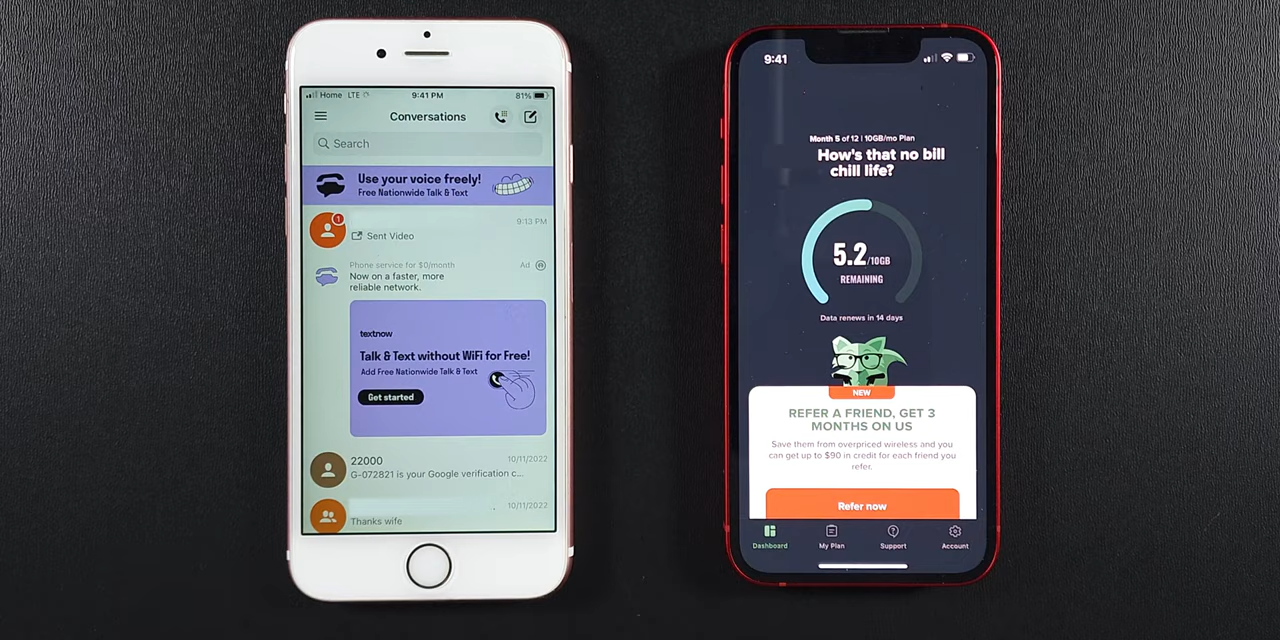 Home LTE
9:41 PM
81%
Conversations
Search
Use your voice freely!
Free Nationwide Talk & Text
1
9:13 PM
Sent Video
Phone service for $0/month
Ad
Now on a faster, more
reliable network.
textnow
Talk & Text without WiFi for Free!
Add Free Nationwide Talk & Text
Get started
22000
10/11/2022
G-072821 is your Google verification c...
10/11/2022
Thanks wife
9:41
Month 5 of 12 | 10GB/mo Plan
How's that no bill
chill life?
5.2/10GB
REMAINING
Data renews in 14 days
NEW
REFER A FRIEND, GET 3
MONTHS ON US
Save them from overpriced wireless and you
can get up to $90 in credit for each friend you
refer.
Refer now
Dashboard
My Plan
Support
Account